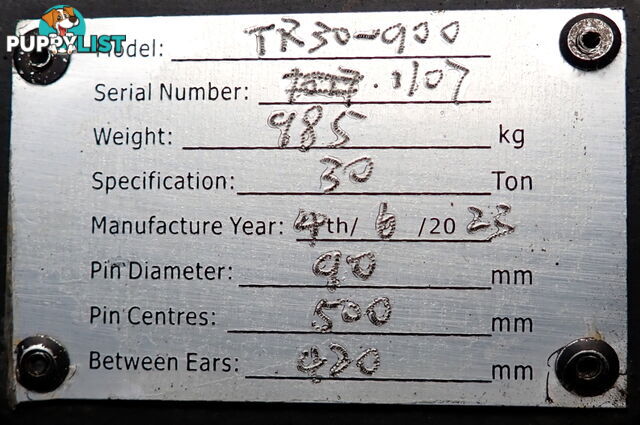 PUPPYLIST
Model: TR30-900
Serial Number: 1107
Weight: 985 kg
Specification: 30 Ton
Manufacture Year: 4th/ 6 /20 23
Pin Diameter: 90 mm
Pin Centres: 500 mm
Between Ears: 420 mm